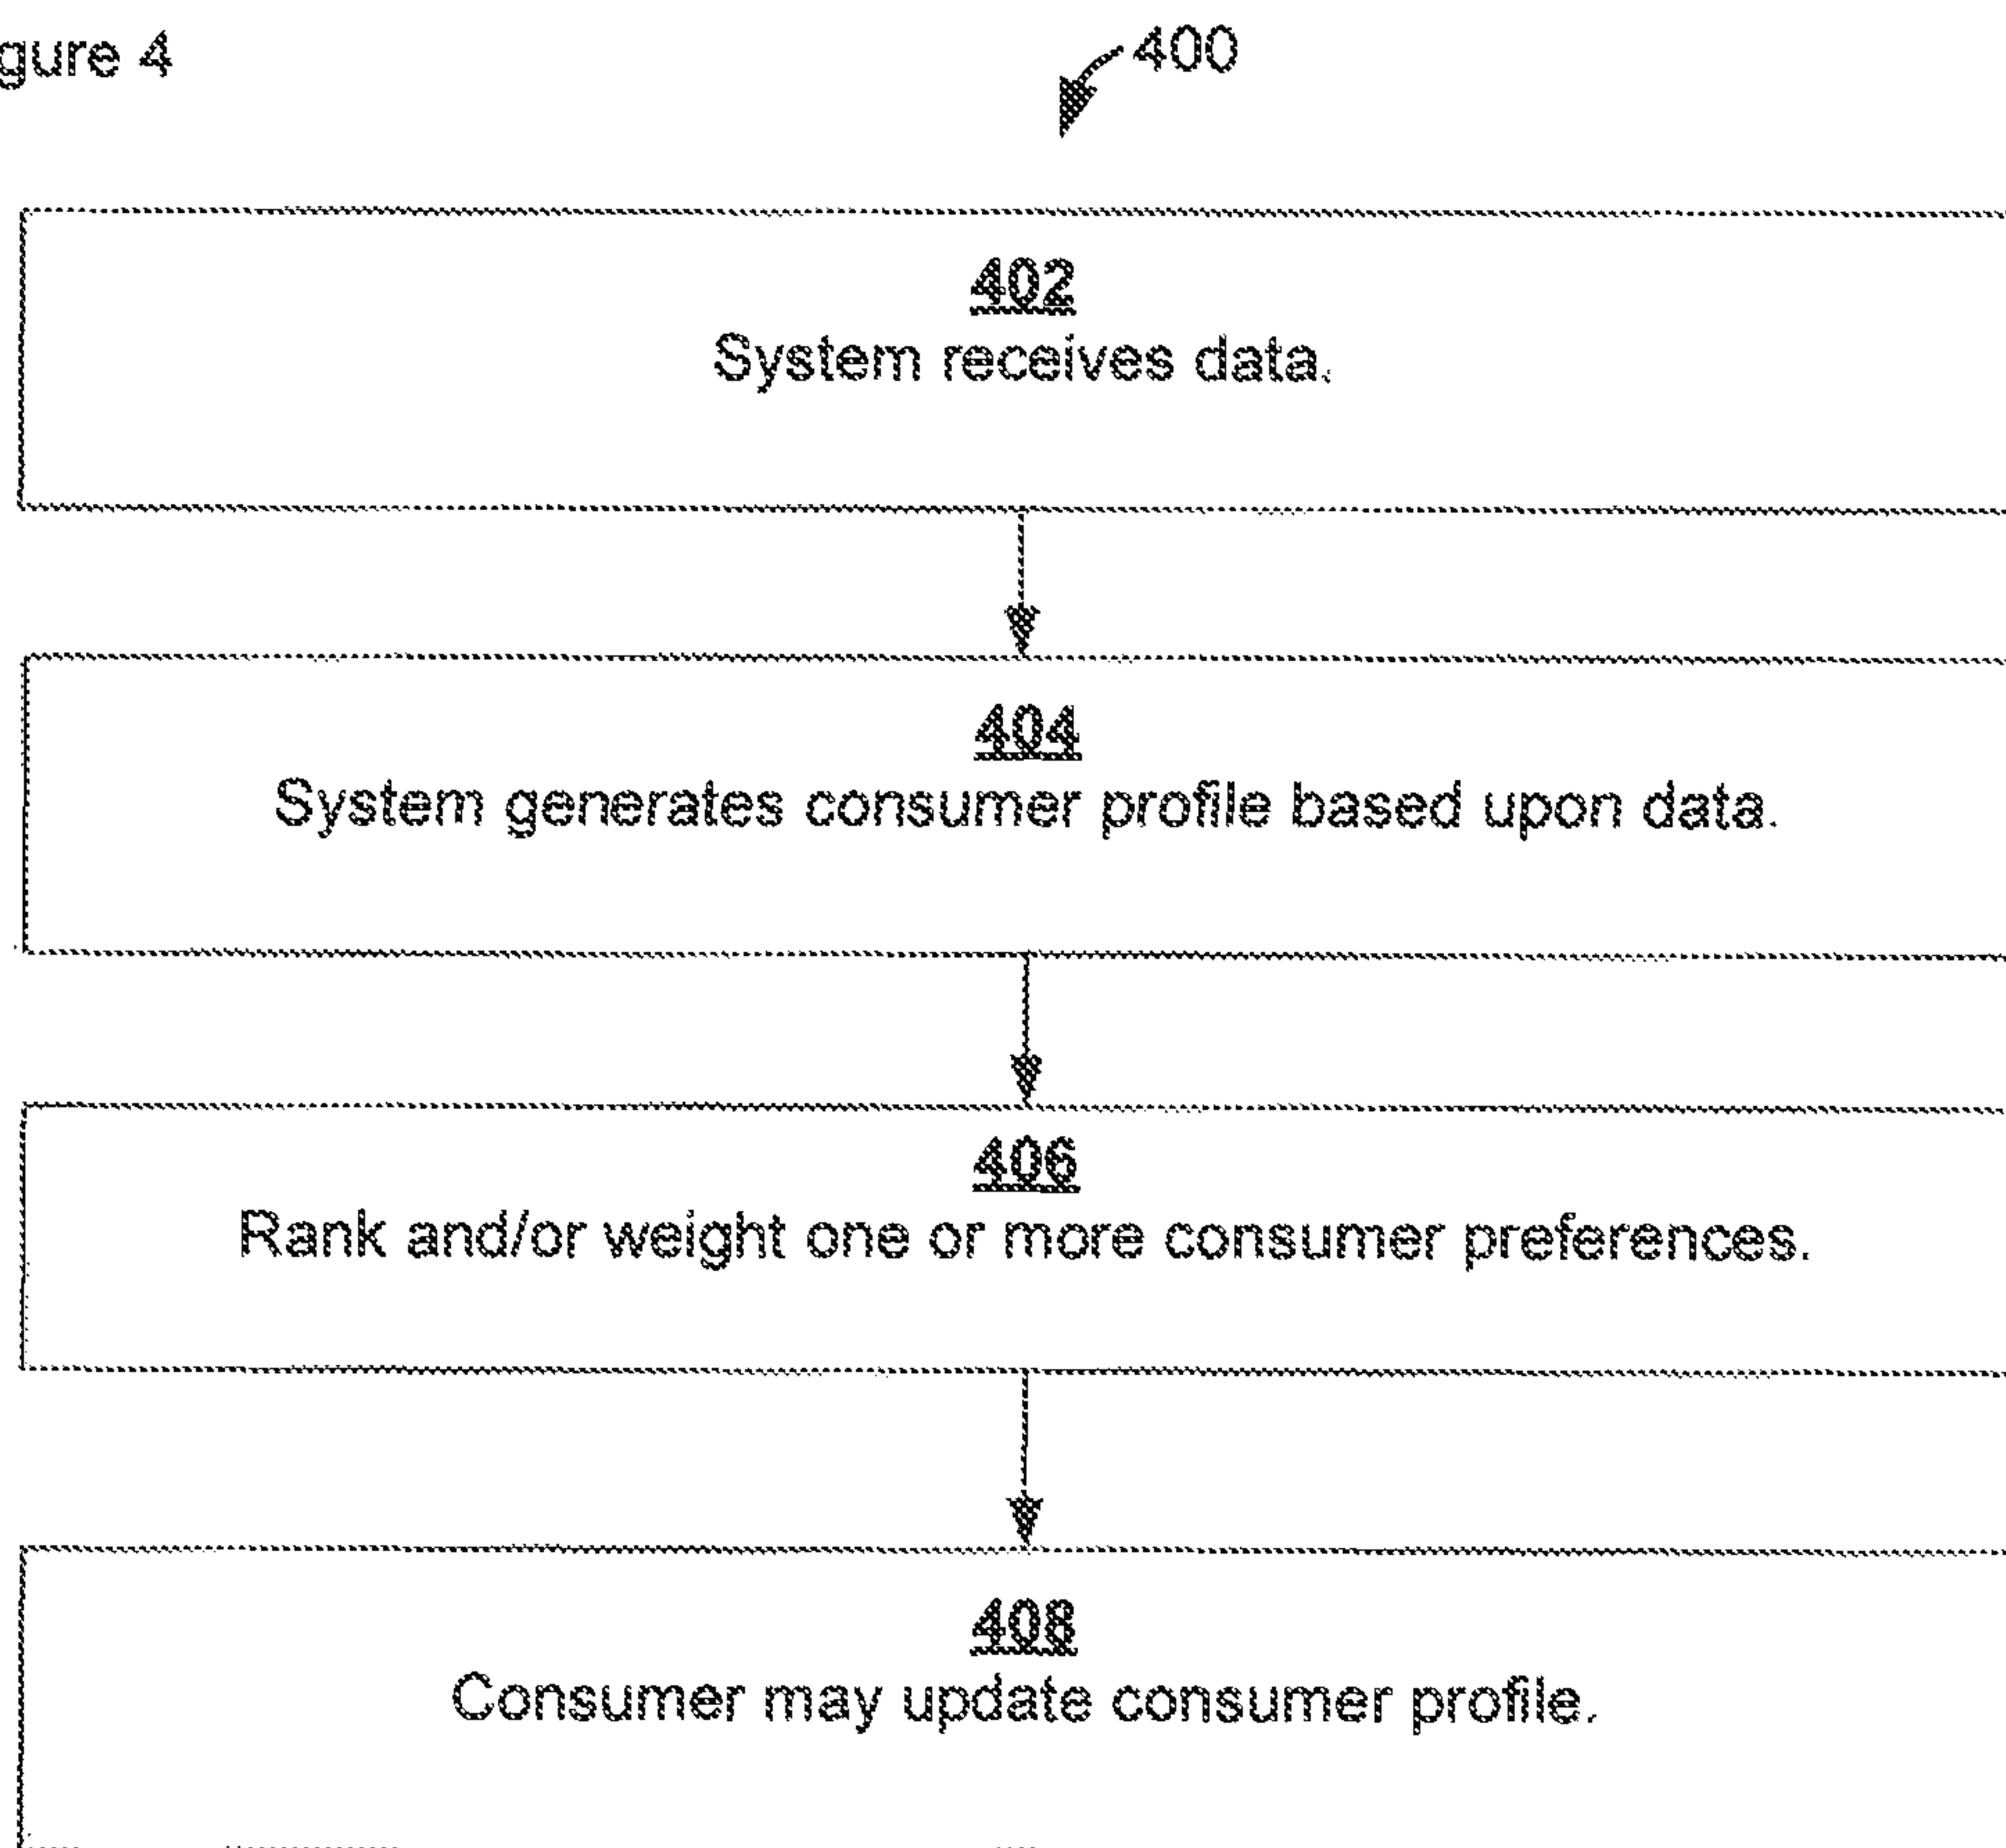 gure 4
400
402
System receives data.
404
System generates consumer profile based upon data.
406
Rank and/or weight one or more consumer preferences.
408
Consumer may update consumer profile.